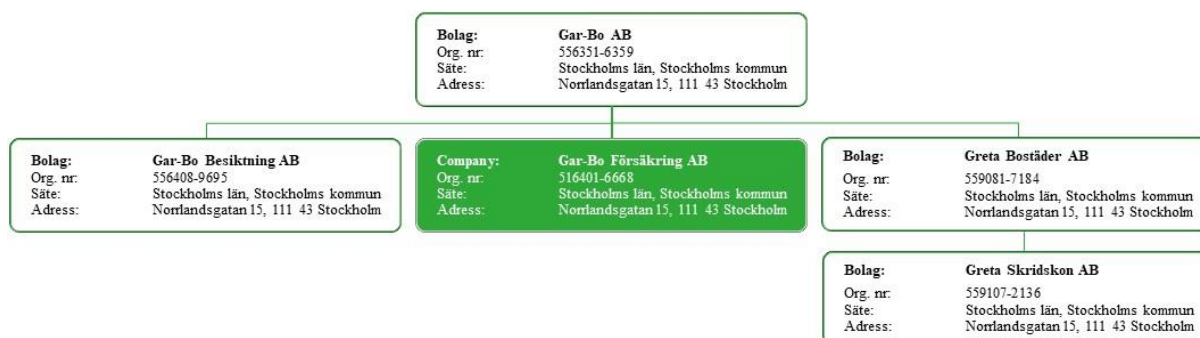 Bolag: Gar-Bo AB
Org. nr: 556351-6359
Säte: Stockholms län, Stockholms kommun
Adress: Norrlandsgatan 15, 111 43 Stockholm
Bolag: Gar-Bo Besiktning AB
Org. nr: 556408-9695
Säte: Stockholms län, Stockholms kommun
Adress: Norrlandsgatan 15, 111 43 Stockholm
Company: Gar-Bo Försäkring AB
Org. nr: 516401-6668
Säte: Stockholms län, Stockholms kommun
Adress: Norrlandsgatan 15, 111 43 Stockholm
Bolag: Greta Bostäder AB
Org. nr: 559081-7184
Säte: Stockholms län, Stockholms kommun
Adress: Norrlandsgatan 15, 111 43 Stockholm
Bolag: Greta Skridskon AB
Org. nr: 559107-2136
Säte: Stockholms län, Stockholms kommun
Adress: Norrlandsgatan 15, 111 43 Stockholm